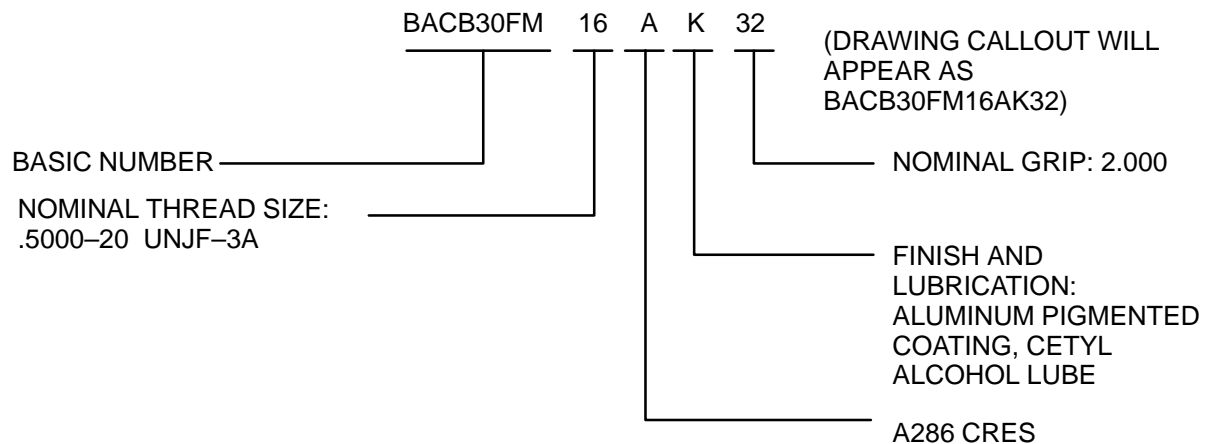 BACB30FM 16 A K 32
(DRAWING CALLOUT WILL
APPEAR AS
BACB30FM16AK32)
BASIC NUMBER
NOMINAL GRIP: 2.000
NOMINAL THREAD SIZE:
.5000–20 UNJF–3A
FINISH AND
LUBRICATION:
ALUMINUM PIGMENTED
COATING, CETYL
ALCOHOL LUBE
A286 CRES